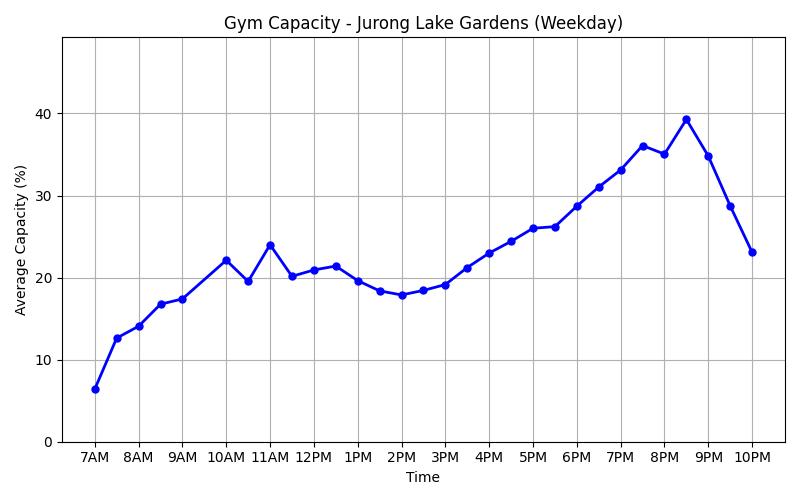 Gym Capacity - Jurong Lake Gardens (Weekday)
Average Capacity (%)
40
30
20
10
0
7AM 8AM 9AM 10AM 11AM 12PM 1PM 2PM 3PM 4PM 5PM 6PM 7PM 8PM 9PM 10PM
Time